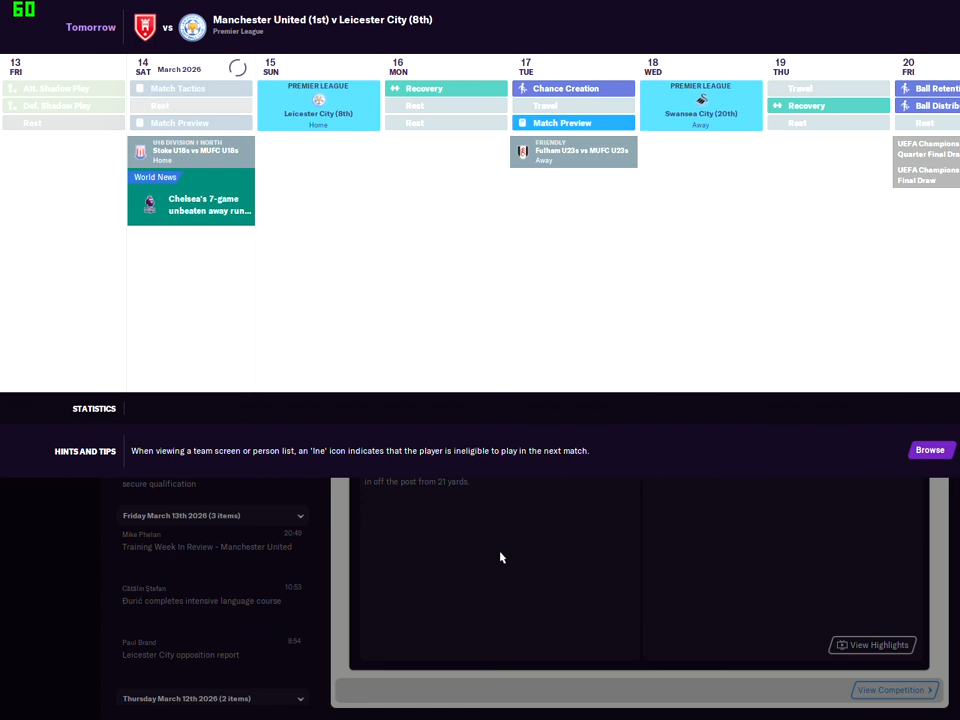 60
Tomorrow
vs
Manchester United (1st) v Leicester City (8th)
Premier League
13
FRI
14
SAT
March 2026
15
SUN
16
MON
17
TUE
18
WED
19
THU
20
FRI
Att. Shadow Play
Def. Shadow Play
Rest
Match Tactics
Rest
Match Preview
PREMIER LEAGUE
Leicester City (8th)
Home
Recovery
Rest
Rest
Chance Creation
Travel
Match Preview
PREMIER LEAGUE
Swansea City (20th)
Away
Travel
Recovery
Rest
Ball Retenti
Ball Distrib
Rest
U18 DIVISION 1 NORTH
Stoke U18s vs MUFC U18s
Home
World News
Chelsea's 7-game
unbeaten away run...
FRIENDLY
Fulham U23s vs MUFC U23s
Away
UEFA Champions
Quarter Final Dra
UEFA Champions
Final Draw
STATISTICS
HINTS AND TIPS
When viewing a team screen or person list, an 'Ine' icon indicates that the player is ineligible to play in the next match.
Browse
secure qualification
in off the post from 21 yards.
Friday March 13th 2026 (3 items)
Mike Phelan
20:49
Training Week In Review - Manchester United
Cătălin Ștefan
10:53
Đurić completes intensive language course
Paul Brand
8:54
Leicester City opposition report
Thursday March 12th 2026 (2 items)
View Highlights
View Competition